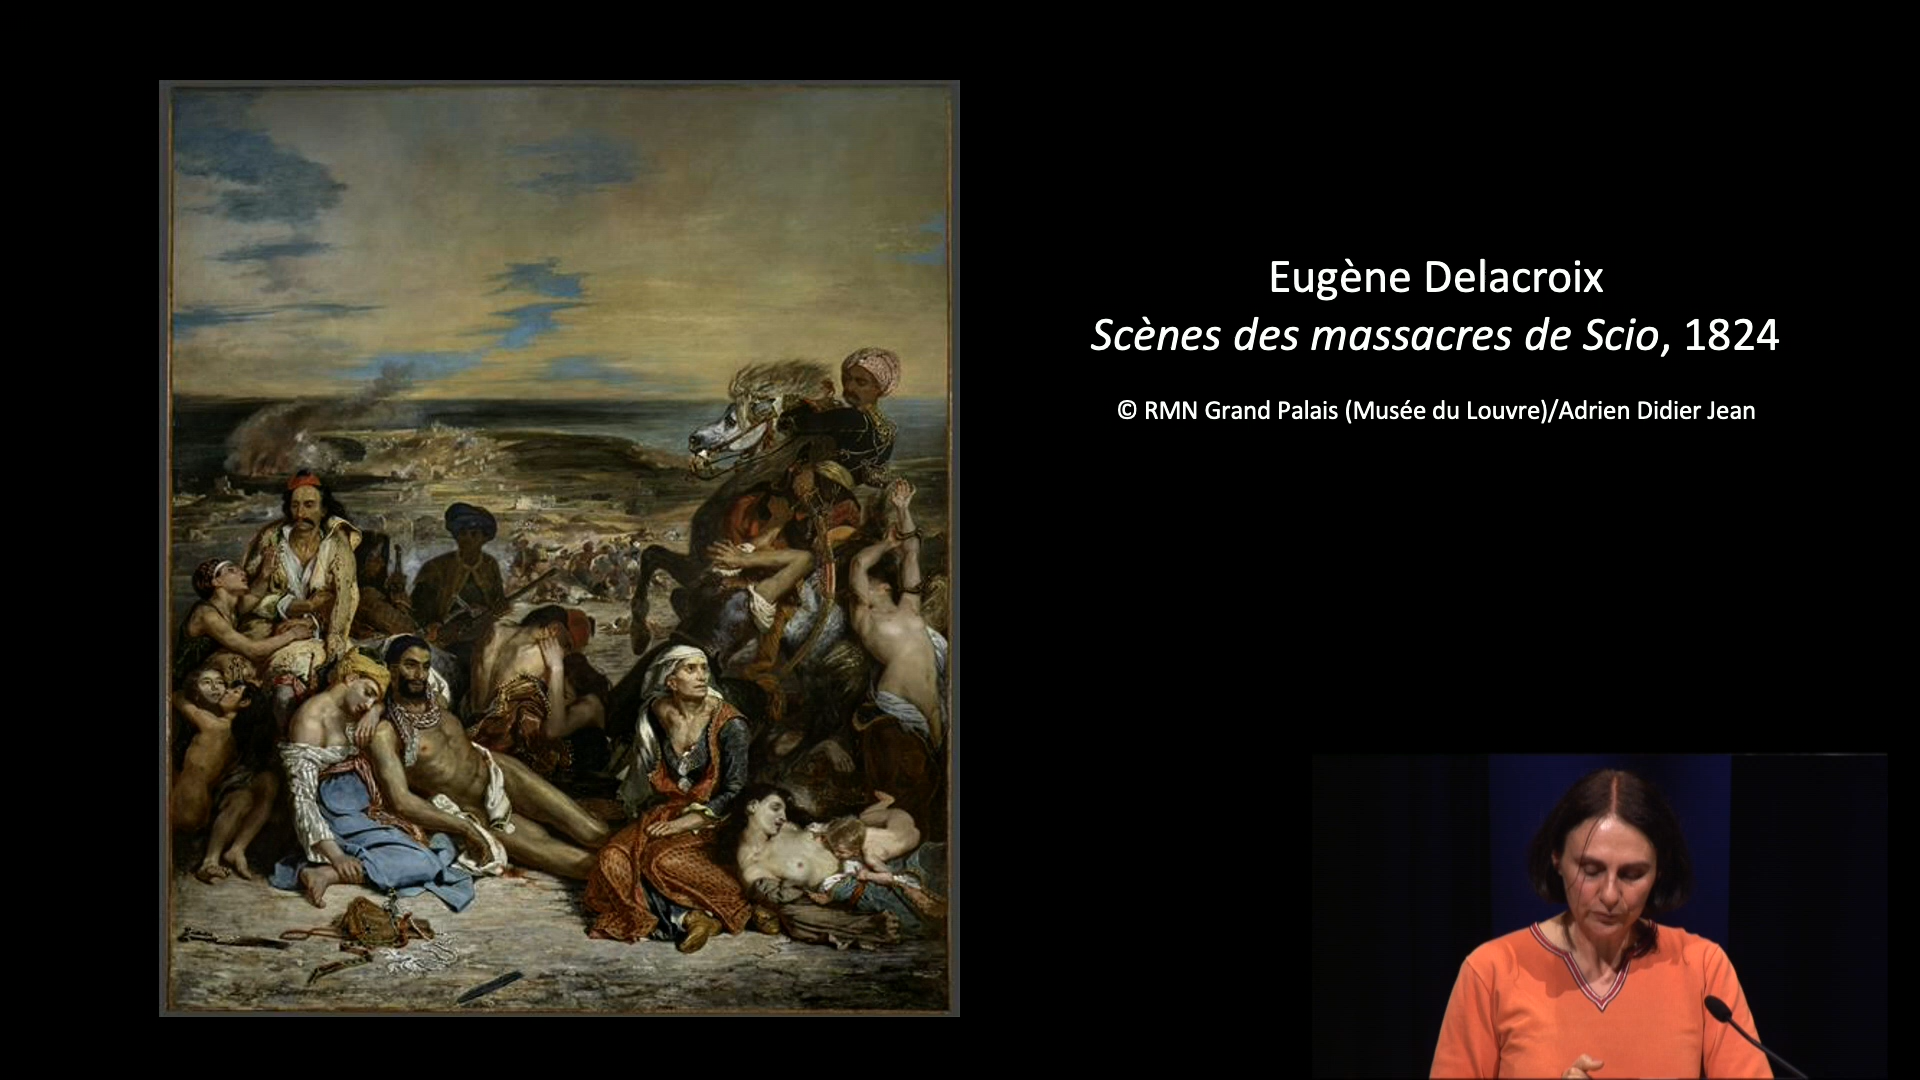 Eugène Delacroix
Scènes des massacres de Scio, 1824
© RMN Grand Palais (Musée du Louvre)/Adrien Didier Jean